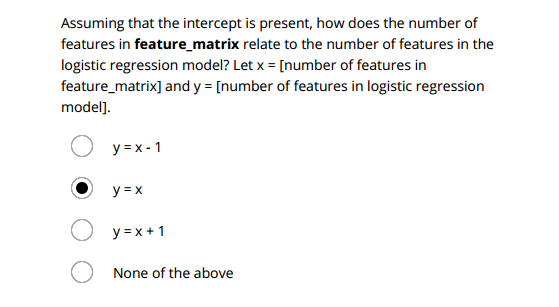 Assuming that the intercept is present, how does the number of
features in feature_matrix relate to the number of features in the
logistic regression model? Let x = [number of features in
feature_matrix] and y = [number of features in logistic regression
model].
y = x - 1
y = x
y = x + 1
None of the above